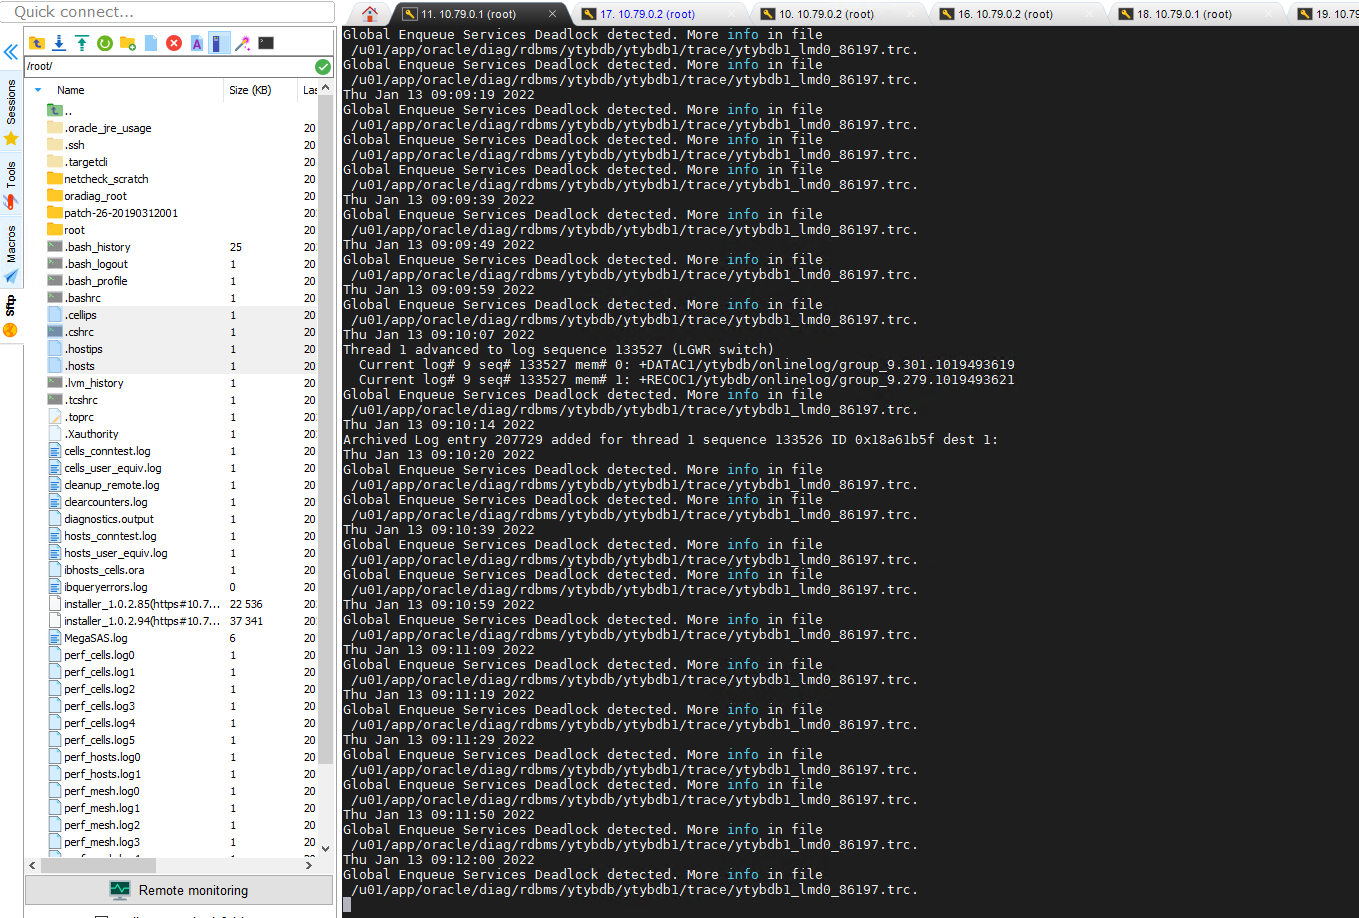 Quick connect...
11. 10.79.0.1 (root)
17. 10.79.0.2 (root)
10. 10.79.0.2 (root)
16. 10.79.0.2 (root)
18. 10.79.0.1 (root)
19. 10.79
Sessions
Tools
Macros
Sftp
/root/
Name Size (KB) Las
..
.oracle_jre_usage 20
.ssh 20
.targetcli 20
netcheck_scratch 20
oradiag_root 20
patch-26-20190312001 20
root 20
.bash_history 25 20
.bash_logout 1 20
.bash_profile 1 20
.bashrc 1 20
.cellips 1 20
.cshrc 1 20
.hostips 1 20
.hosts 1 20
.lvm_history 1 20
.tcshrc 1 20
.toprc 1 20
.Xauthority 1 20
cells_conntest.log 1 20
cells_user_equiv.log 1 20
cleanup_remote.log 1 20
clearcounters.log 1 20
diagnostics.output 1 20
hosts_conntest.log 1 20
hosts_user_equiv.log 1 20
ibhosts_cells.ora 1 20
ibqueryerrors.log 0 20
installer_1.0.2.85(https#10.7... 22 536 20
installer_1.0.2.94(https#10.7... 37 341 20
MegaSAS.log 6 20
perf_cells.log0 1 20
perf_cells.log1 1 20
perf_cells.log2 1 20
perf_cells.log3 1 20
perf_cells.log4 1 20
perf_cells.log5 1 20
perf_hosts.log0 1 20
perf_hosts.log1 1 20
perf_mesh.log0 1 20
perf_mesh.log1 1 20
perf_mesh.log2 1 20
perf_mesh.log3 1 20
Remote monitoring
Global Enqueue Services Deadlock detected. More info in file
/u01/app/oracle/diag/rdbms/ytybdb/ytybdb1/trace/ytybdb1_lmd0_86197.trc.
Global Enqueue Services Deadlock detected. More info in file
/u01/app/oracle/diag/rdbms/ytybdb/ytybdb1/trace/ytybdb1_lmd0_86197.trc.
Thu Jan 13 09:09:19 2022
Global Enqueue Services Deadlock detected. More info in file
/u01/app/oracle/diag/rdbms/ytybdb/ytybdb1/trace/ytybdb1_lmd0_86197.trc.
Global Enqueue Services Deadlock detected. More info in file
/u01/app/oracle/diag/rdbms/ytybdb/ytybdb1/trace/ytybdb1_lmd0_86197.trc.
Global Enqueue Services Deadlock detected. More info in file
/u01/app/oracle/diag/rdbms/ytybdb/ytybdb1/trace/ytybdb1_lmd0_86197.trc.
Thu Jan 13 09:09:39 2022
Global Enqueue Services Deadlock detected. More info in file
/u01/app/oracle/diag/rdbms/ytybdb/ytybdb1/trace/ytybdb1_lmd0_86197.trc.
Thu Jan 13 09:09:49 2022
Global Enqueue Services Deadlock detected. More info in file
/u01/app/oracle/diag/rdbms/ytybdb/ytybdb1/trace/ytybdb1_lmd0_86197.trc.
Thu Jan 13 09:09:59 2022
Global Enqueue Services Deadlock detected. More info in file
/u01/app/oracle/diag/rdbms/ytybdb/ytybdb1/trace/ytybdb1_lmd0_86197.trc.
Thu Jan 13 09:10:07 2022
Thread 1 advanced to log sequence 133527 (LGWR switch)
Current log# 9 seq# 133527 mem# 0: +DATAC1/ytybdb/onlinelog/group_9.301.1019493619
Current log# 9 seq# 133527 mem# 1: +RECOC1/ytybdb/onlinelog/group_9.279.1019493621
Global Enqueue Services Deadlock detected. More info in file
/u01/app/oracle/diag/rdbms/ytybdb/ytybdb1/trace/ytybdb1_lmd0_86197.trc.
Thu Jan 13 09:10:14 2022
Archived Log entry 207729 added for thread 1 sequence 133526 ID 0x18a61b5f dest 1:
Thu Jan 13 09:10:20 2022
Global Enqueue Services Deadlock detected. More info in file
/u01/app/oracle/diag/rdbms/ytybdb/ytybdb1/trace/ytybdb1_lmd0_86197.trc.
Global Enqueue Services Deadlock detected. More info in file
/u01/app/oracle/diag/rdbms/ytybdb/ytybdb1/trace/ytybdb1_lmd0_86197.trc.
Thu Jan 13 09:10:39 2022
Global Enqueue Services Deadlock detected. More info in file
/u01/app/oracle/diag/rdbms/ytybdb/ytybdb1/trace/ytybdb1_lmd0_86197.trc.
Global Enqueue Services Deadlock detected. More info in file
/u01/app/oracle/diag/rdbms/ytybdb/ytybdb1/trace/ytybdb1_lmd0_86197.trc.
Thu Jan 13 09:10:59 2022
Global Enqueue Services Deadlock detected. More info in file
/u01/app/oracle/diag/rdbms/ytybdb/ytybdb1/trace/ytybdb1_lmd0_86197.trc.
Thu Jan 13 09:11:09 2022
Global Enqueue Services Deadlock detected. More info in file
/u01/app/oracle/diag/rdbms/ytybdb/ytybdb1/trace/ytybdb1_lmd0_86197.trc.
Thu Jan 13 09:11:19 2022
Global Enqueue Services Deadlock detected. More info in file
/u01/app/oracle/diag/rdbms/ytybdb/ytybdb1/trace/ytybdb1_lmd0_86197.trc.
Thu Jan 13 09:11:29 2022
Global Enqueue Services Deadlock detected. More info in file
/u01/app/oracle/diag/rdbms/ytybdb/ytybdb1/trace/ytybdb1_lmd0_86197.trc.
Global Enqueue Services Deadlock detected. More info in file
/u01/app/oracle/diag/rdbms/ytybdb/ytybdb1/trace/ytybdb1_lmd0_86197.trc.
Thu Jan 13 09:11:50 2022
Global Enqueue Services Deadlock detected. More info in file
/u01/app/oracle/diag/rdbms/ytybdb/ytybdb1/trace/ytybdb1_lmd0_86197.trc.
Thu Jan 13 09:12:00 2022
Global Enqueue Services Deadlock detected. More info in file
/u01/app/oracle/diag/rdbms/ytybdb/ytybdb1/trace/ytybdb1_lmd0_86197.trc.